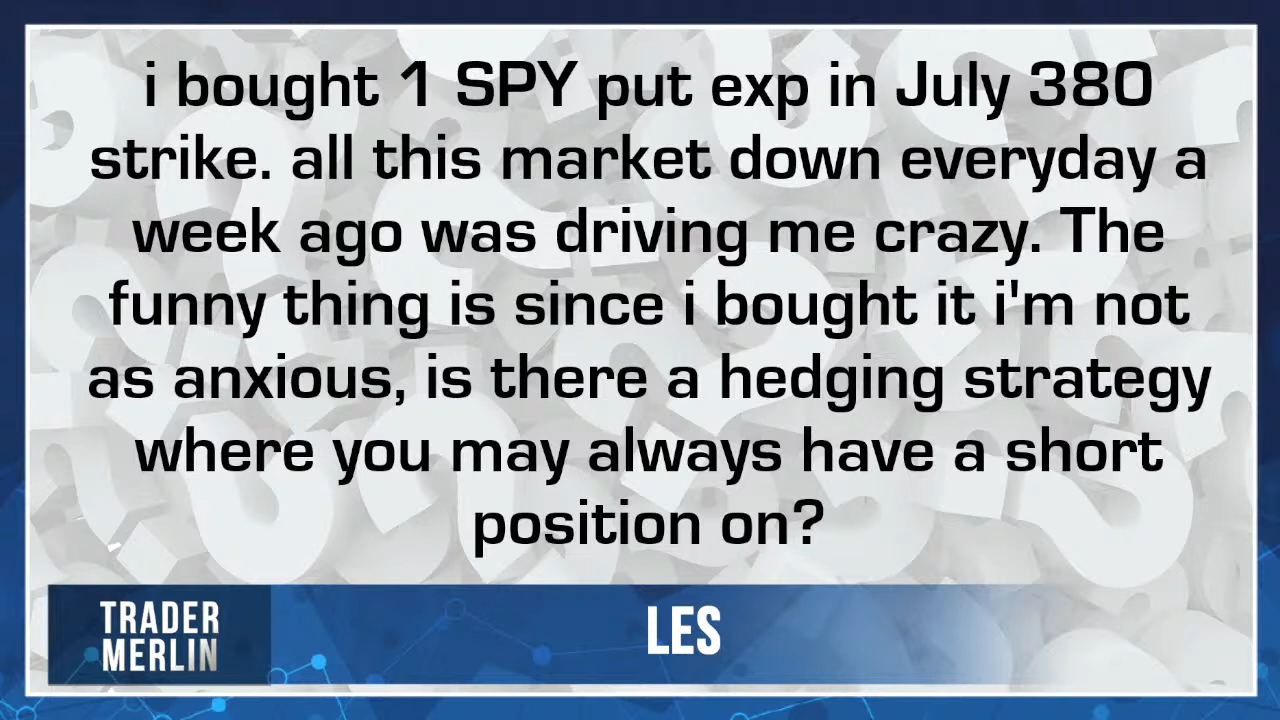 i bought 1 SPY put exp in July 380
strike. all this market down everyday a
week ago was driving me crazy. The
funny thing is since i bought it i'm not
as anxious, is there a hedging strategy
where you may always have a short
position on?
TRADER
MERLIN
LES